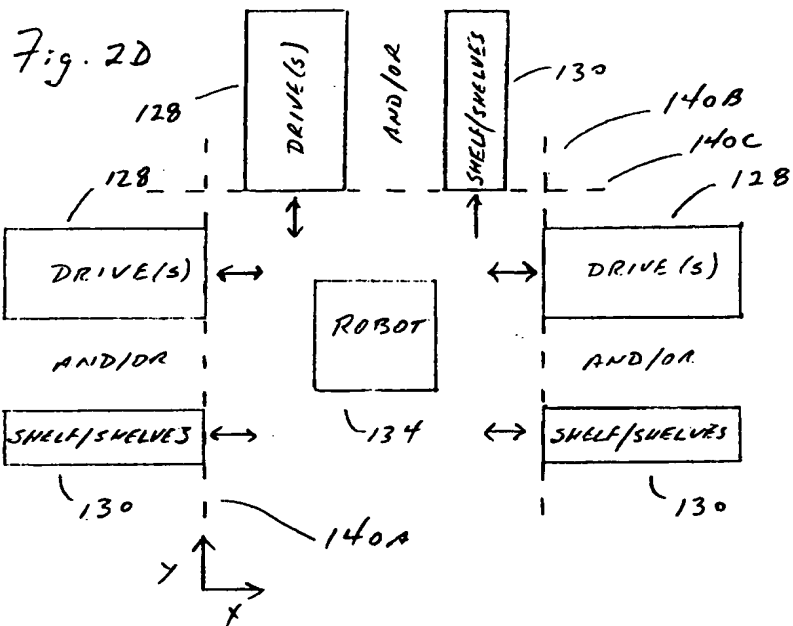 Fig. 2D
128
DRIVE(S)
AND/OR
SHELF/SHELVES
130
140B
140C
128
128
DRIVE(S)
DRIVE(S)
ROBOT
AND/OR
AND/OR
134
SHELF/SHELVES
SHELF/SHELVES
130
140A
130
Y
X